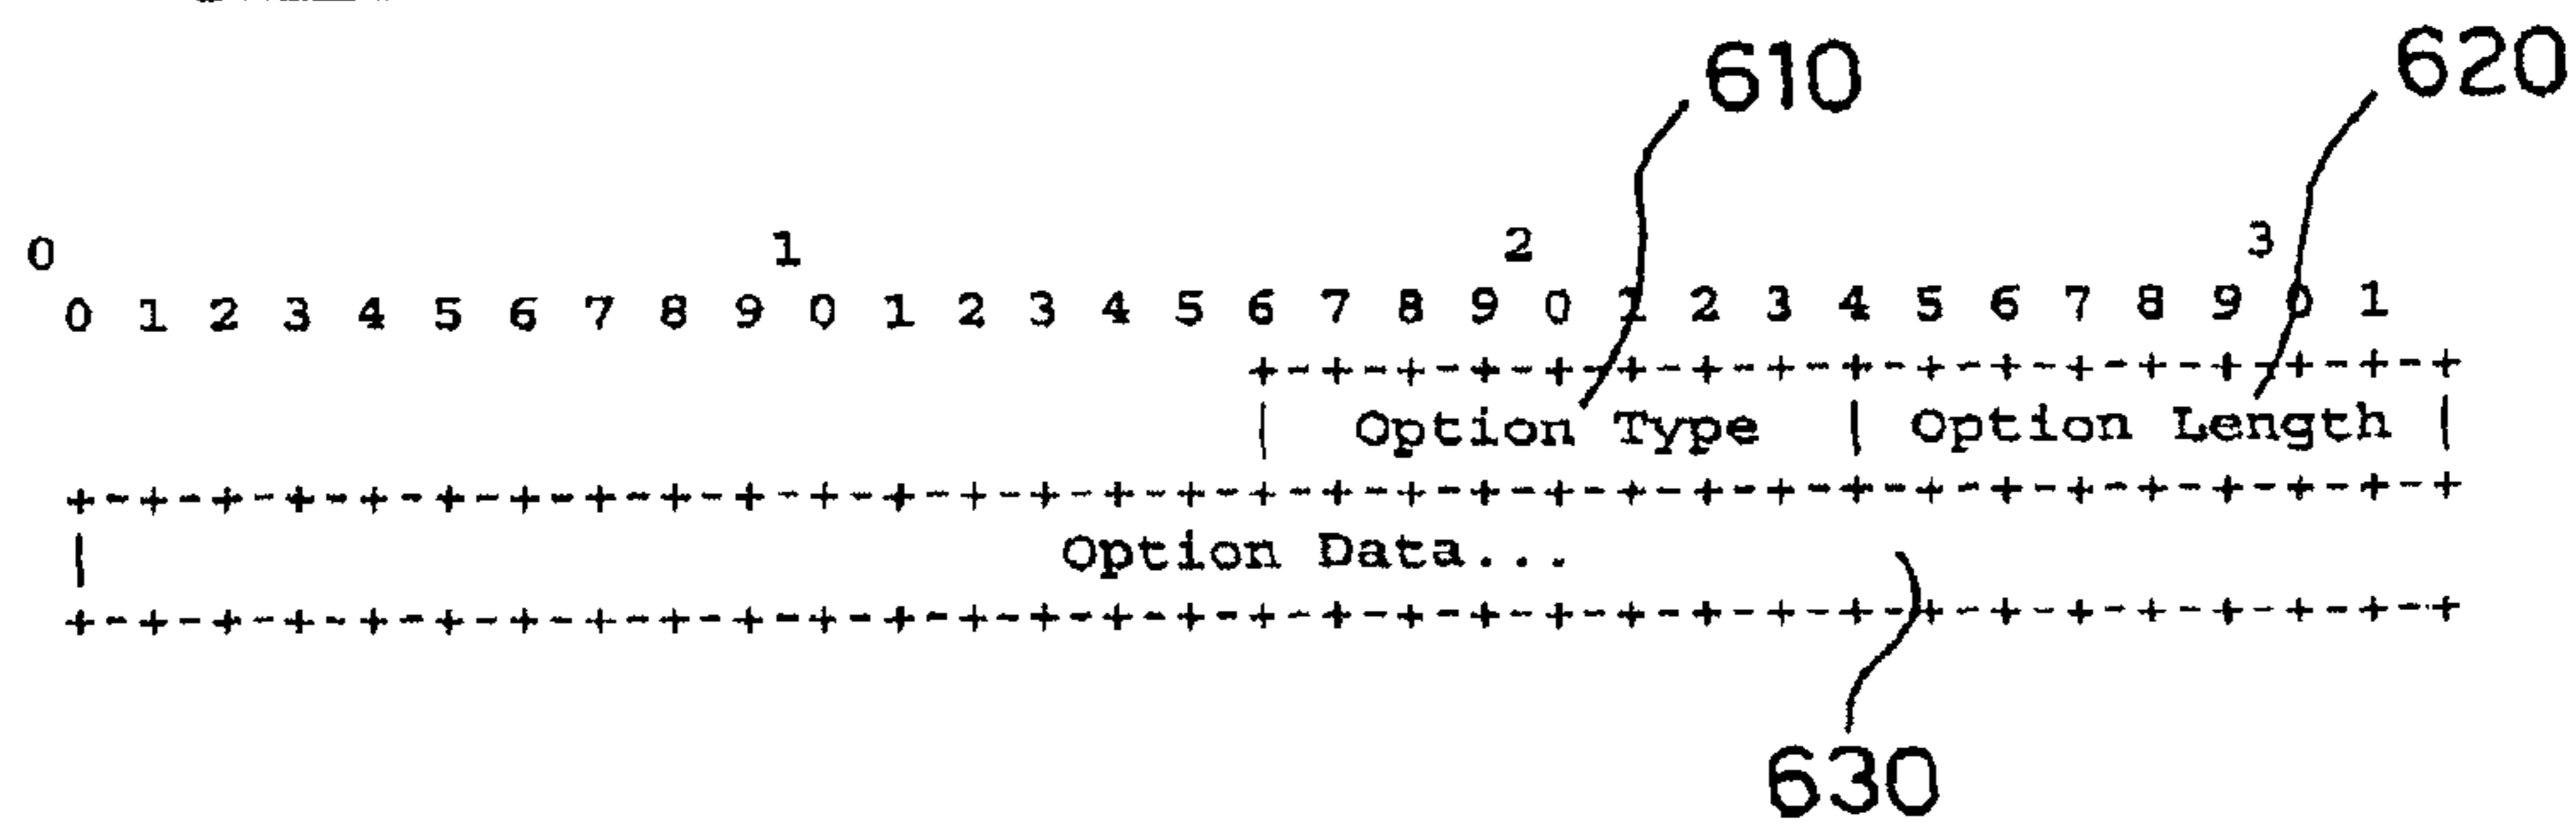 610 620
0 1 2 3
0 1 2 3 4 5 6 7 8 9 0 1 2 3 4 5 6 7 8 9 0 1 2 3 4 5 6 7 8 9 0 1
+-+-+-+-+-+-+-+-+-+-+-+-+-+-+-+-+
| Option Type | Option Length |
+-+-+-+-+-+-+-+-+-+-+-+-+-+-+-+-+-+-+-+-+-+-+-+-+-+-+-+-+-+-+-+-+
| Option Data...
+-+-+-+-+-+-+-+-+-+-+-+-+-+-+-+-+-+-+-+-+-+-+-+-+-+-+-+-+-+-+-+-+
630